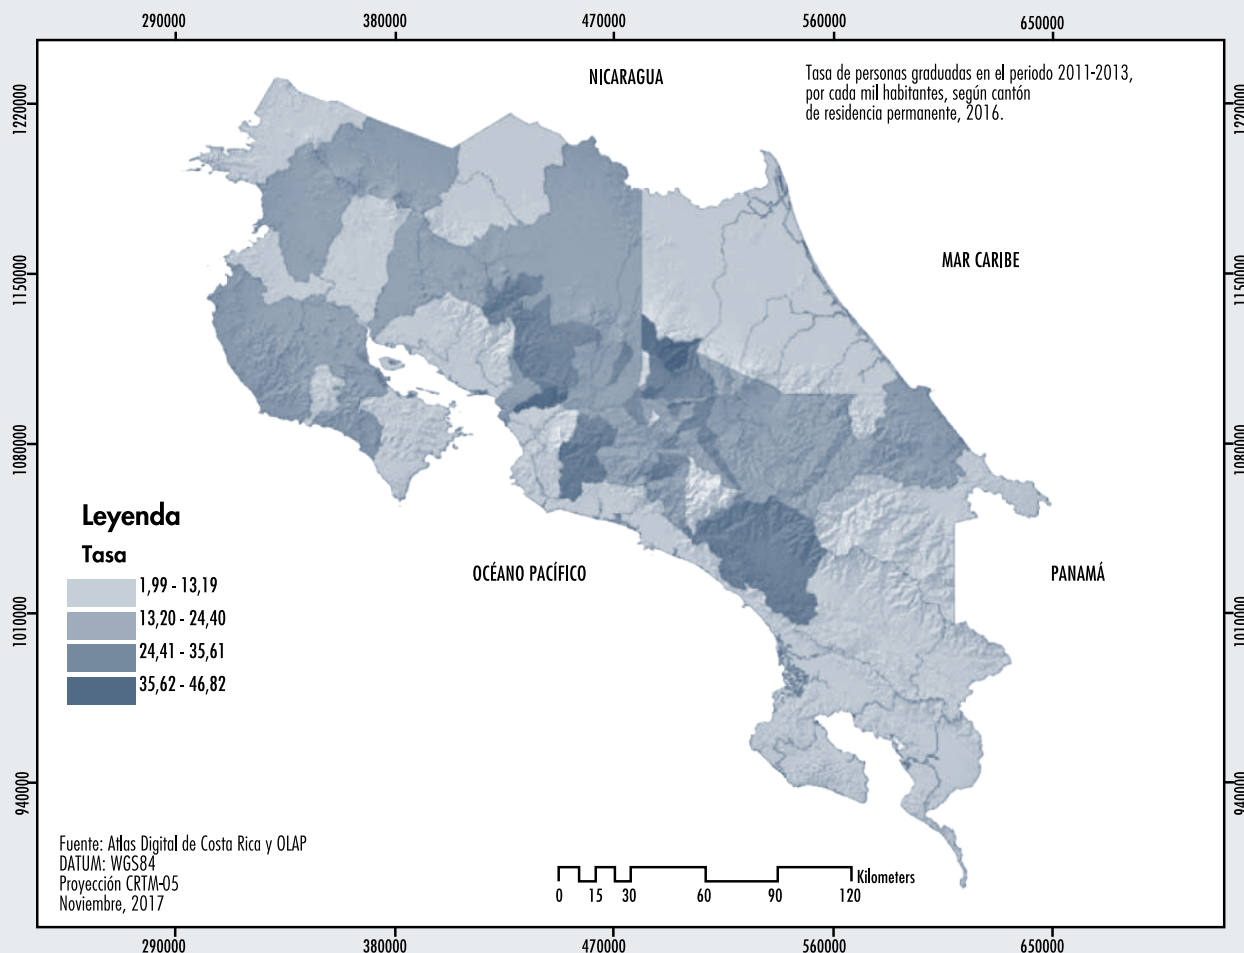 290000
380000
470000
560000
650000
NICARAGUA
Tasa de personas graduadas en el periodo 2011-2013,
por cada mil habitantes, según cantón
de residencia permanente, 2016.
1220000
1220000
MAR CARIBE
1150000
1150000
1080000
1080000
Leyenda
Tasa
1,99 - 13,19
13,20 - 24,40
24,41 - 35,61
35,62 - 46,82
OCÉANO PACÍFICO
PANAMÁ
1010000
1010000
940000
940000
Fuente: Atlas Digital de Costa Rica y OLAP
DATUM: WGS84
Proyección CRTM-05
Noviembre, 2017
Kilometers
0 15 30 60 90 120
290000
380000
470000
560000
650000